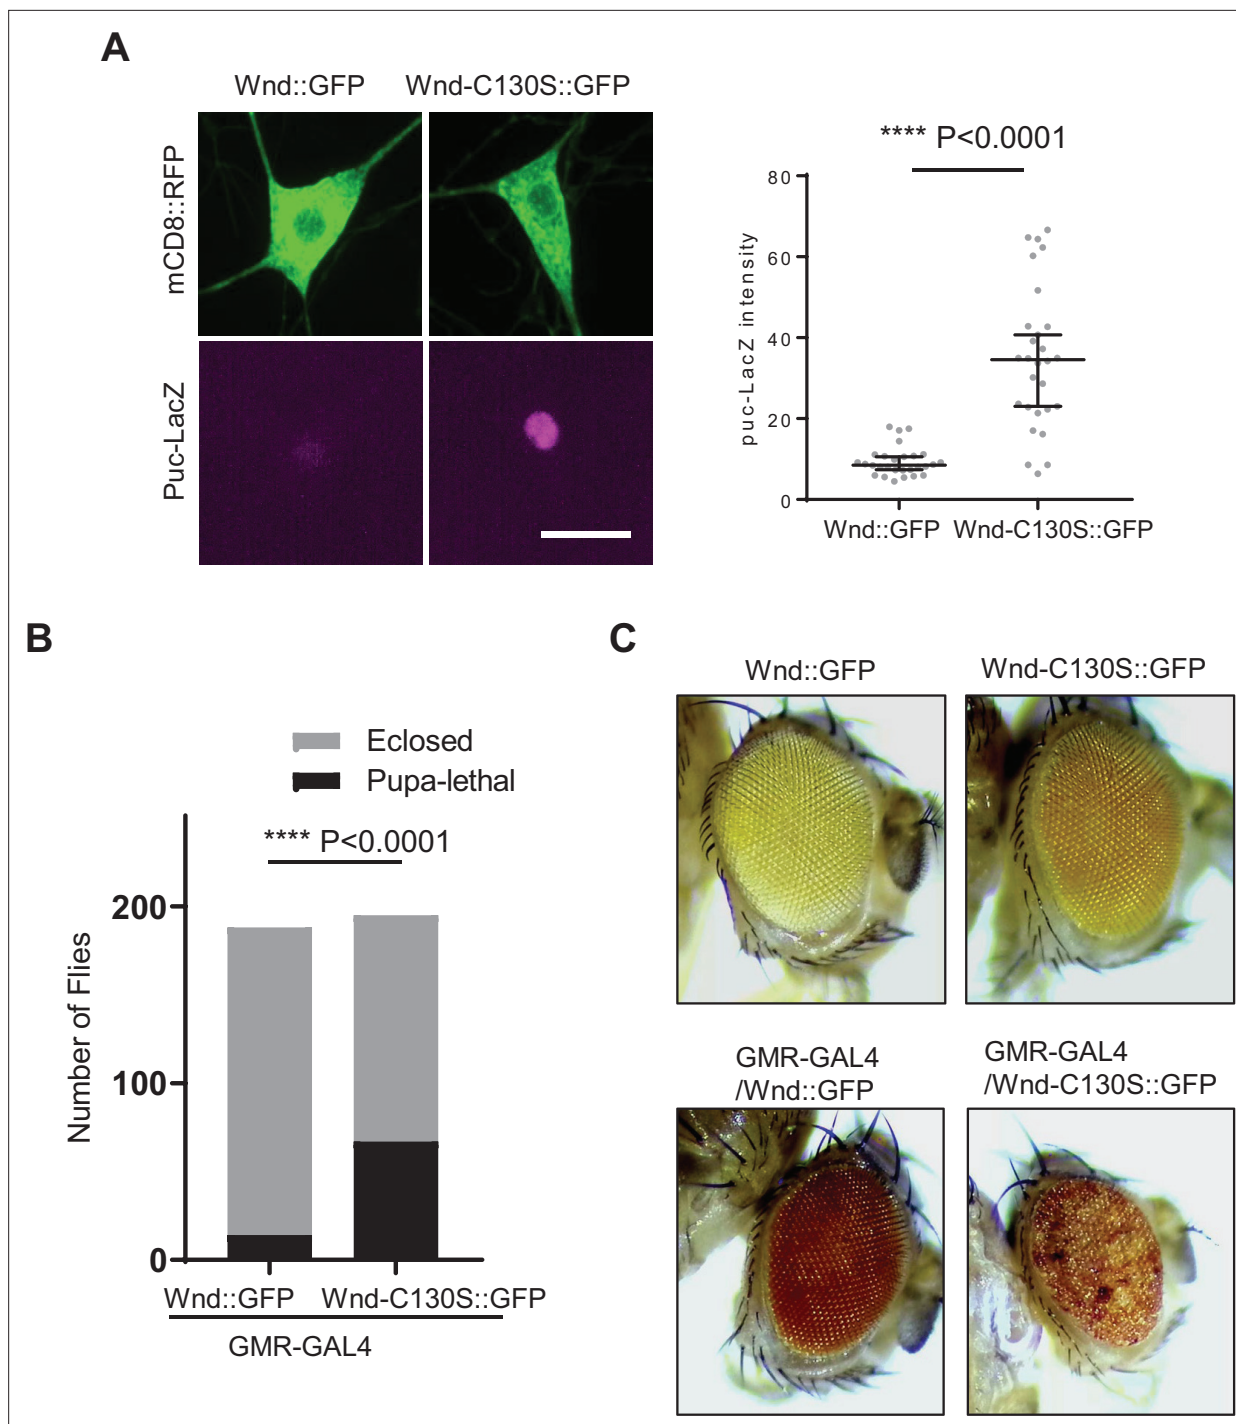 A
Wnd::GFP
Wnd-C130S::GFP
mCD8::RFP
Puc-LacZ
**** P<0.0001
puc-LacZ intensity
80
60
40
20
0
Wnd::GFP
Wnd-C130S::GFP
B
Eclosed
Pupa-lethal
**** P<0.0001
Number of Flies
200
100
0
Wnd::GFP
Wnd-C130S::GFP
GMR-GAL4
C
Wnd::GFP
Wnd-C130S::GFP
GMR-GAL4
/Wnd::GFP
GMR-GAL4
/Wnd-C130S::GFP